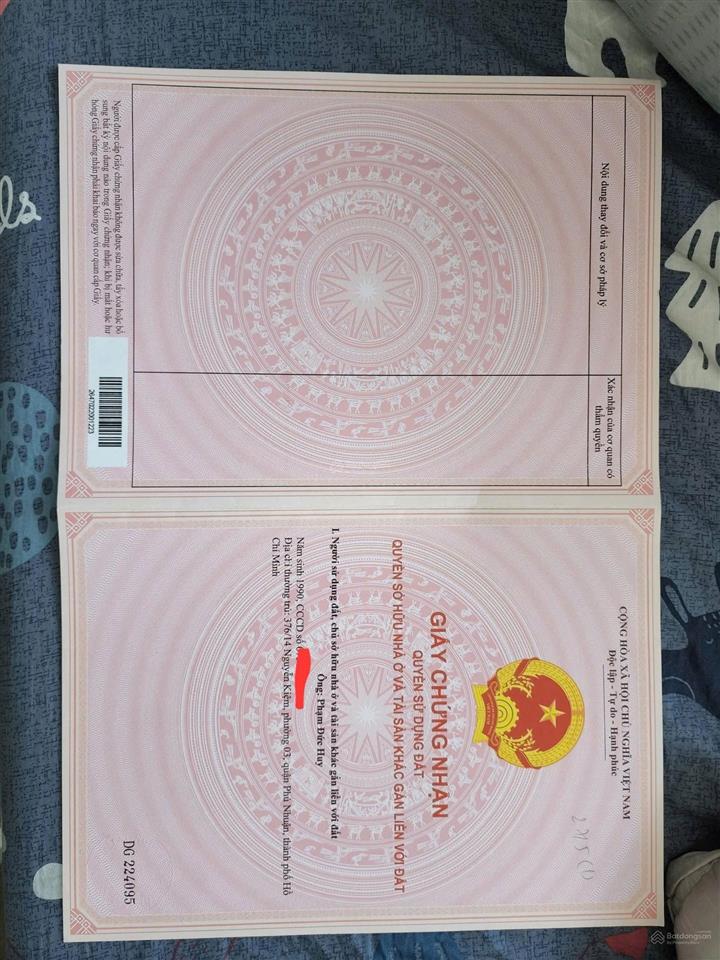 CỘNG HÒA XÃ HỘI CHỦ NGHĨA VIỆT NAM
Độc lập - Tự do - Hạnh phúc
GIẤY CHỨNG NHẬN
QUYỀN SỬ DỤNG ĐẤT
QUYỀN SỞ HỮU NHÀ Ở VÀ TÀI SẢN KHÁC GẮN LIỀN VỚI ĐẤT
I. Người sử dụng đất, chủ sở hữu nhà ở và tài sản khác gắn liền với đất
Ông: Phạm Đức Huy
Năm sinh 1990, CCCD số
Địa chỉ thường trú: 376/14 Nguyễn Kiệm, phường 03, quận Phú Nhuận, thành phố Hồ
Chí Minh
DG 224095
Nội dung thay đổi và cơ sở pháp lý
Xác nhận của cơ quan có
thẩm quyền
Người được cấp Giấy chứng nhận không được sửa chữa, tẩy xóa hoặc bổ
sung bất kỳ nội dung nào trong Giấy chứng nhận; khi bị mất hoặc hư
hỏng Giấy chứng nhận phải khai báo ngay với cơ quan cấp Giấy.
2647022001223
Batdongsan